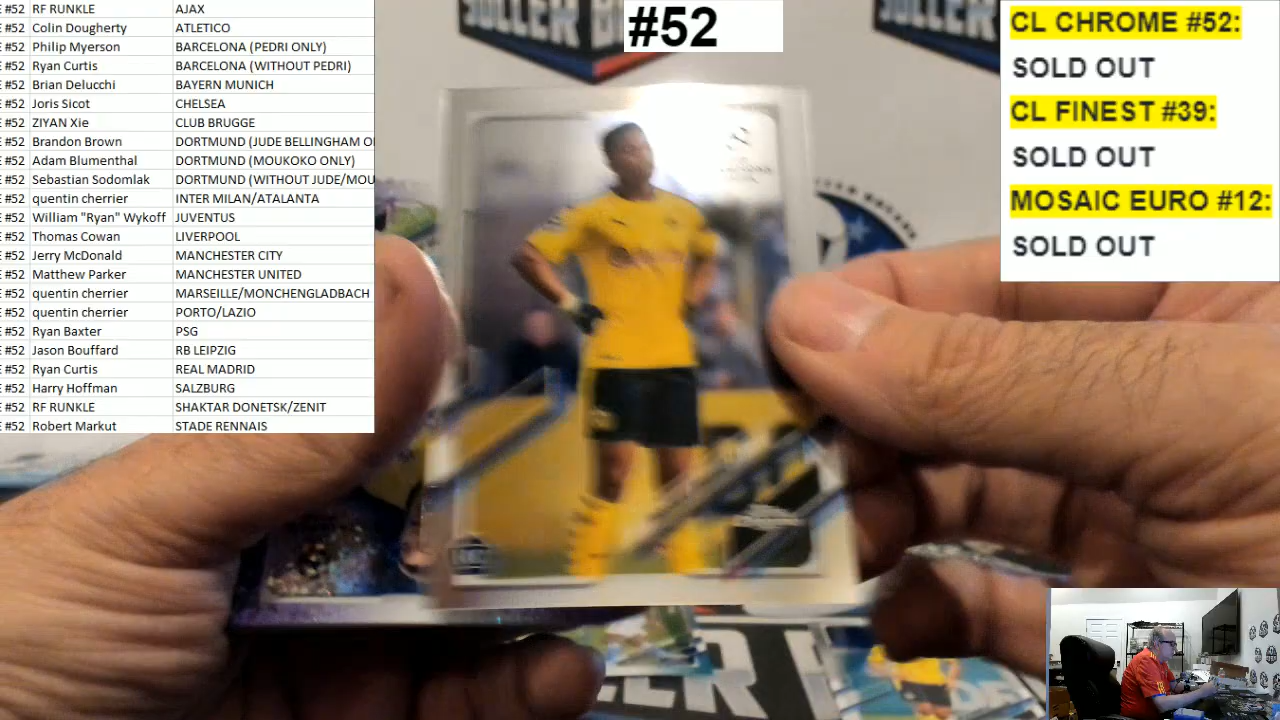 E #52 RF RUNKLE AJAX
E #52 Colin Dougherty ATLETICO
E #52 Philip Myerson BARCELONA (PEDRI ONLY)
E #52 Ryan Curtis BARCELONA (WITHOUT PEDRI)
E #52 Brian Delucchi BAYERN MUNICH
E #52 Joris Sicot CHELSEA
E #52 ZIYAN Xie CLUB BRUGGE
E #52 Brandon Brown DORTMUND (JUDE BELLINGHAM O
E #52 Adam Blumenthal DORTMUND (MOUKOKO ONLY)
E #52 Sebastian Sodomlak DORTMUND (WITHOUT JUDE/MOU
E #52 quentin cherrier INTER MILAN/ATALANTA
E #52 William "Ryan" Wykoff JUVENTUS
E #52 Thomas Cowan LIVERPOOL
E #52 Jerry McDonald MANCHESTER CITY
E #52 Matthew Parker MANCHESTER UNITED
E #52 quentin cherrier MARSEILLE/MONCHENGLADBACH
E #52 quentin cherrier PORTO/LAZIO
E #52 Ryan Baxter PSG
E #52 Jason Bouffard RB LEIPZIG
E #52 Ryan Curtis REAL MADRID
E #52 Harry Hoffman SALZBURG
E #52 RF RUNKLE SHAKTAR DONETSK/ZENIT
E #52 Robert Markut STADE RENNAIS
#52
SOLLER B
CL CHROME #52:
SOLD OUT
CL FINEST #39:
SOLD OUT
MOSAIC EURO #12:
SOLD OUT